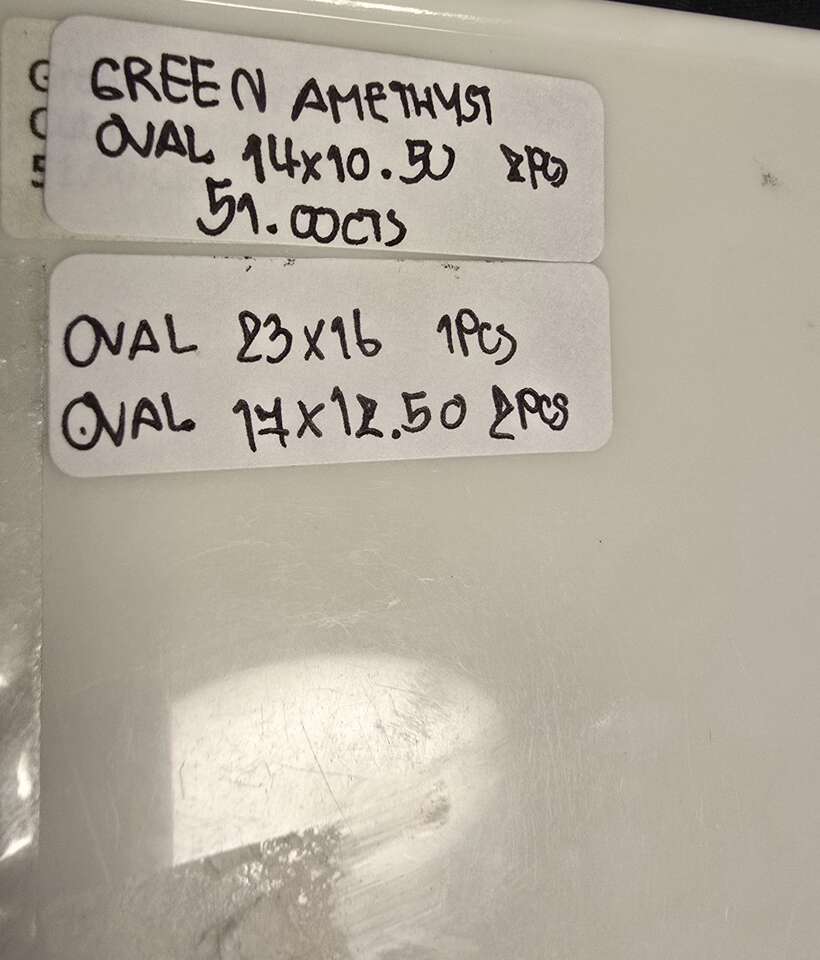 GREEN AMETHYST
OVAL 14x10.50 2PCS
51.00CTS
OVAL 23x16 1PCS
OVAL 17x12.50 2PCS